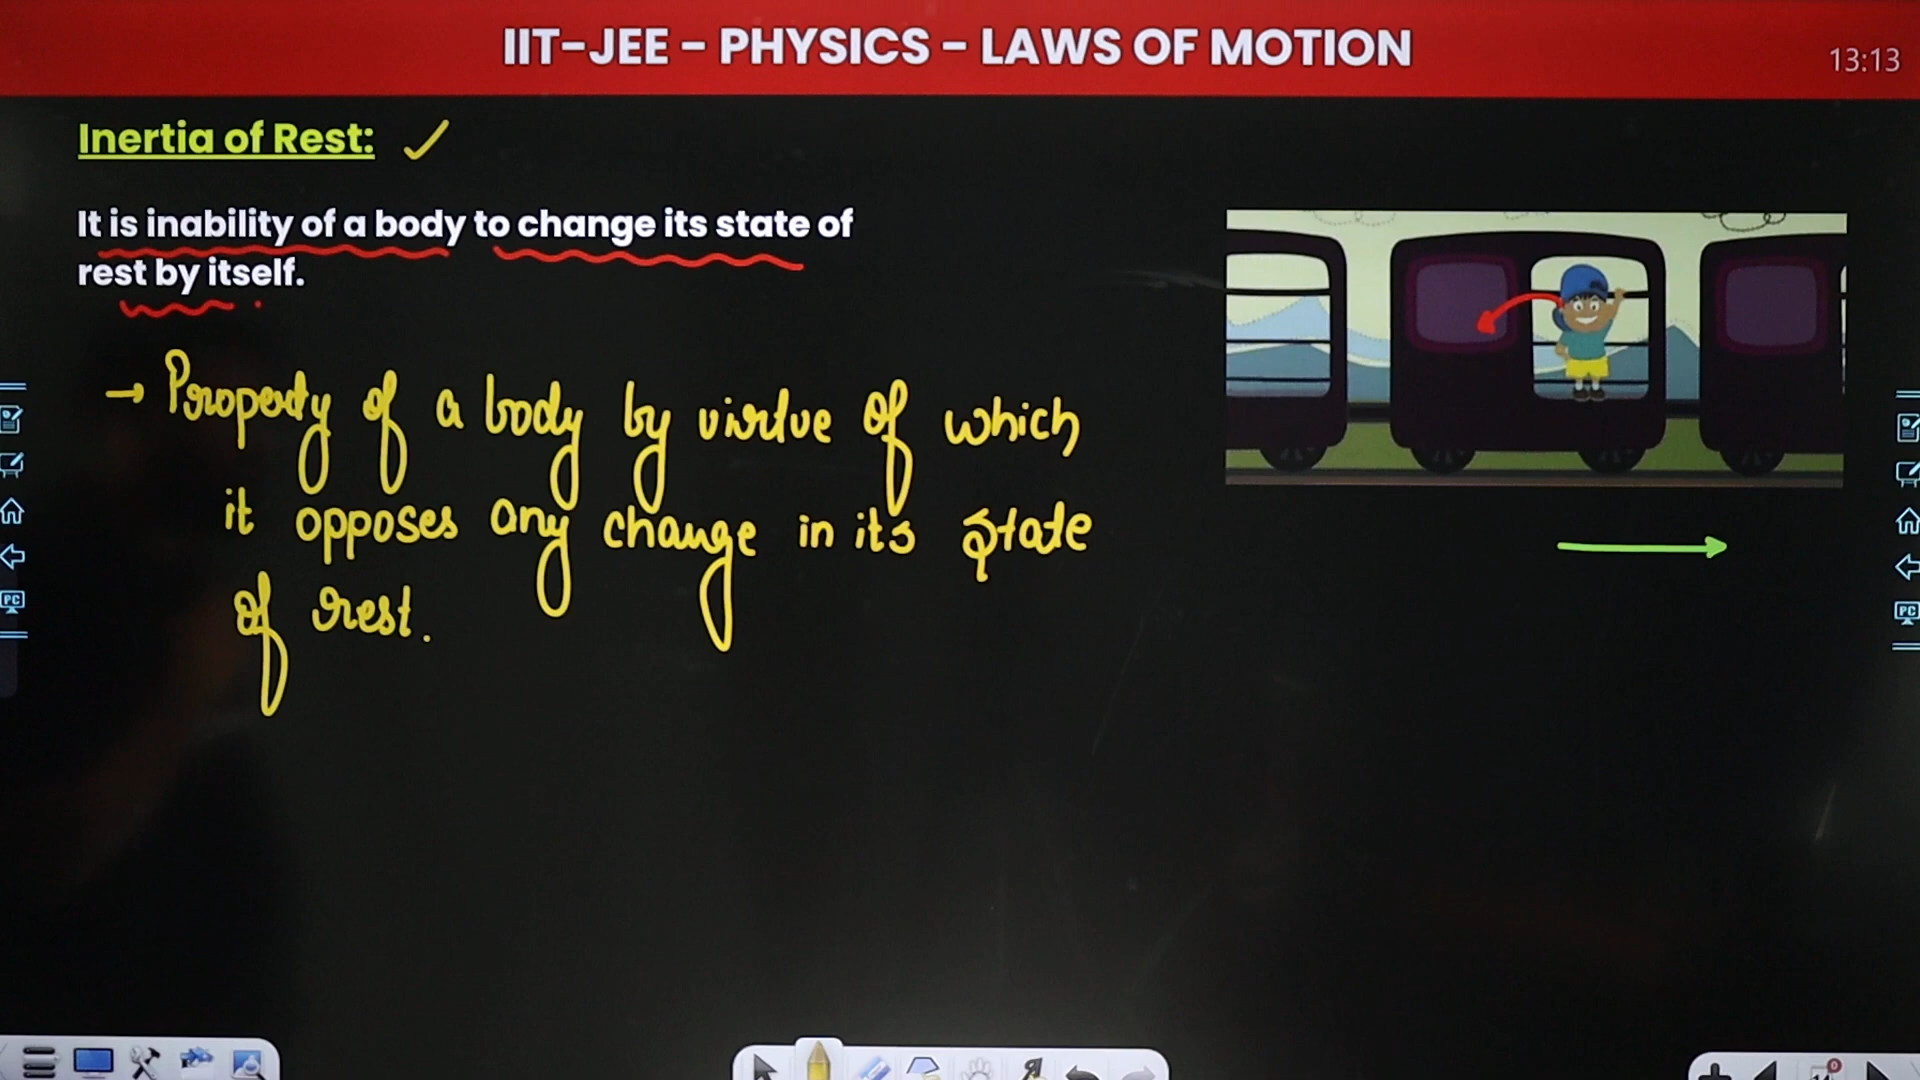 IIT-JEE - PHYSICS - LAWS OF MOTION
13:13
Inertia of Rest:
It is inability of a body to change its state of
rest by itself.
→ Property of a body by virtue of which
it opposes any change in its state
of rest.
PC
PC